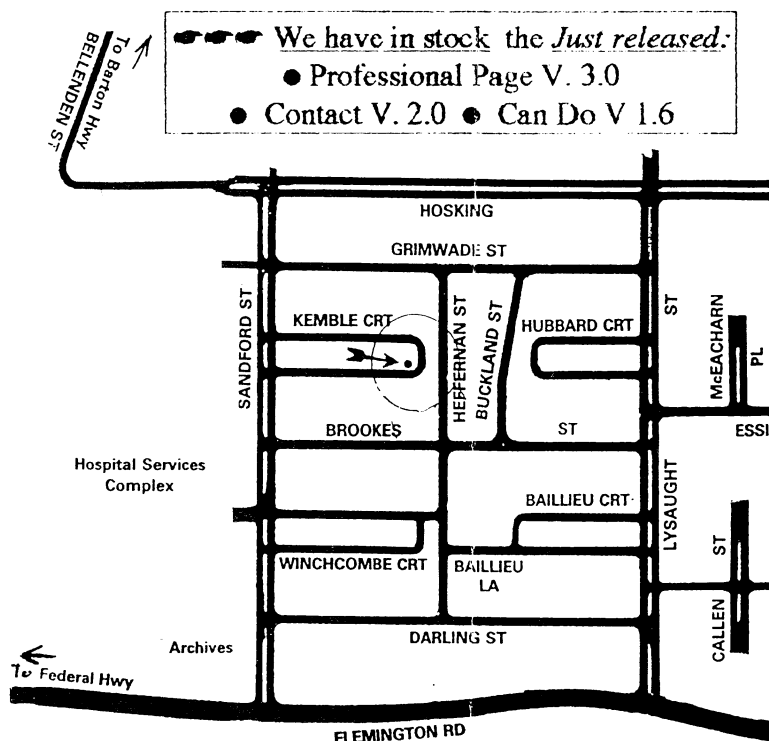 We have in stock the Just released:
● Professional Page V. 3.0
● Contact V. 2.0 ● Can Do V 1.6
To Barton Hwy
BELLENDEN ST
HOSKING
GRIMWADE ST
SANDFORD ST
KEMBLE CRT
HEFFERNAN ST
BUCKLAND ST
HUBBARD CRT
ST
McEACHARN
PL
BROOKES
ST
ESSI
Hospital Services
Complex
BAILLIEU CRT
LYSAUGHT
WINCHCOMBE CRT
BAILLIEU
LA
ST
CALLEN
DARLING ST
Archives
To Federal Hwy
FLEMINGTON RD